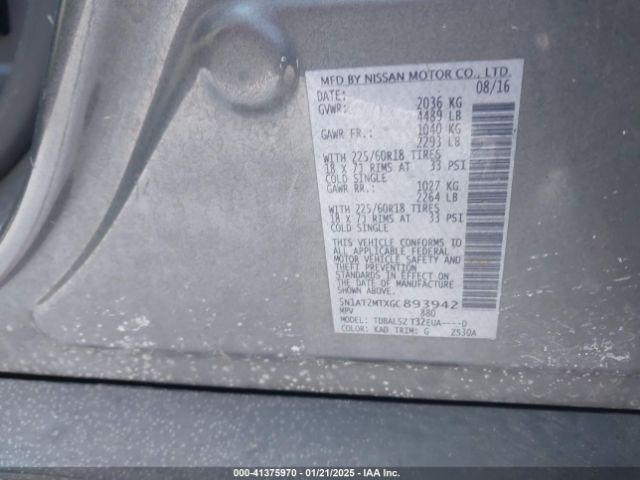 MFD BY NISSAN MOTOR CO., LTD.
DATE: 08/16
GVWR: 2036 KG
4489 LB
GAWR FR.: 1040 KG
2293 LB
WITH 225/60R18 TIRES
18 X 7J RIMS AT 33 PSI
COLD SINGLE
GAWR RR.: 1027 KG
2264 LB
WITH 225/60R18 TIRES
18 X 7J RIMS AT 33 PSI
COLD SINGLE
THIS VEHICLE CONFORMS TO
ALL APPLICABLE FEDERAL
MOTOR VEHICLE SAFETY AND
THEFT PREVENTION
STANDARDS IN EFFECT ON
THE DATE OF MANUFACTURE
SHOWN ABOVE.
5N1AT2MTXGC893942
MPV 880
MODEL: TDBALSZ T32EUA----D
COLOR: KAD TRIM: G Z530A
000-41375970 - 01/21/2025 - IAA Inc.